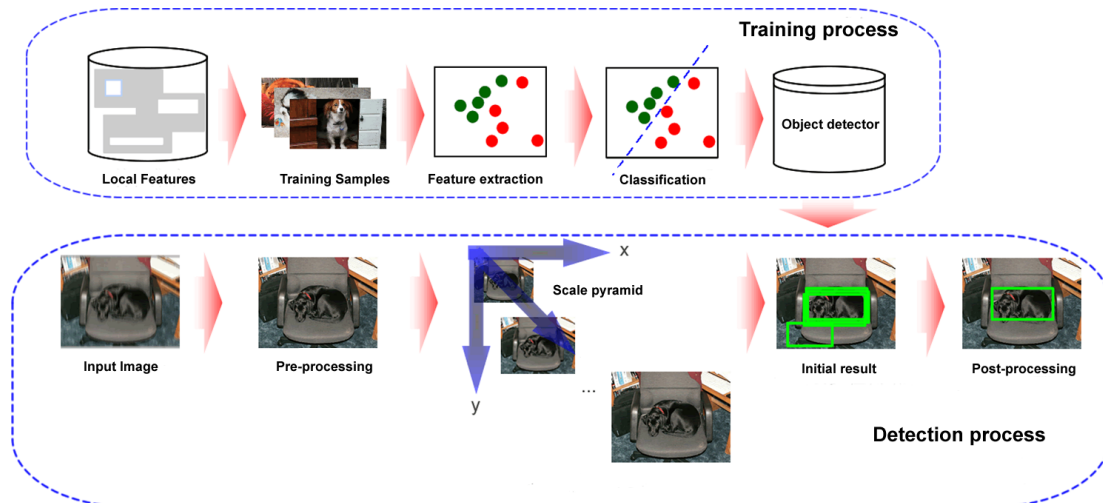 Training process
Object detector
Local Features
Training Samples
Feature extraction
Classification
x
Scale pyramid
y
...
Input Image
Pre-processing
Initial result
Post-processing
Detection process